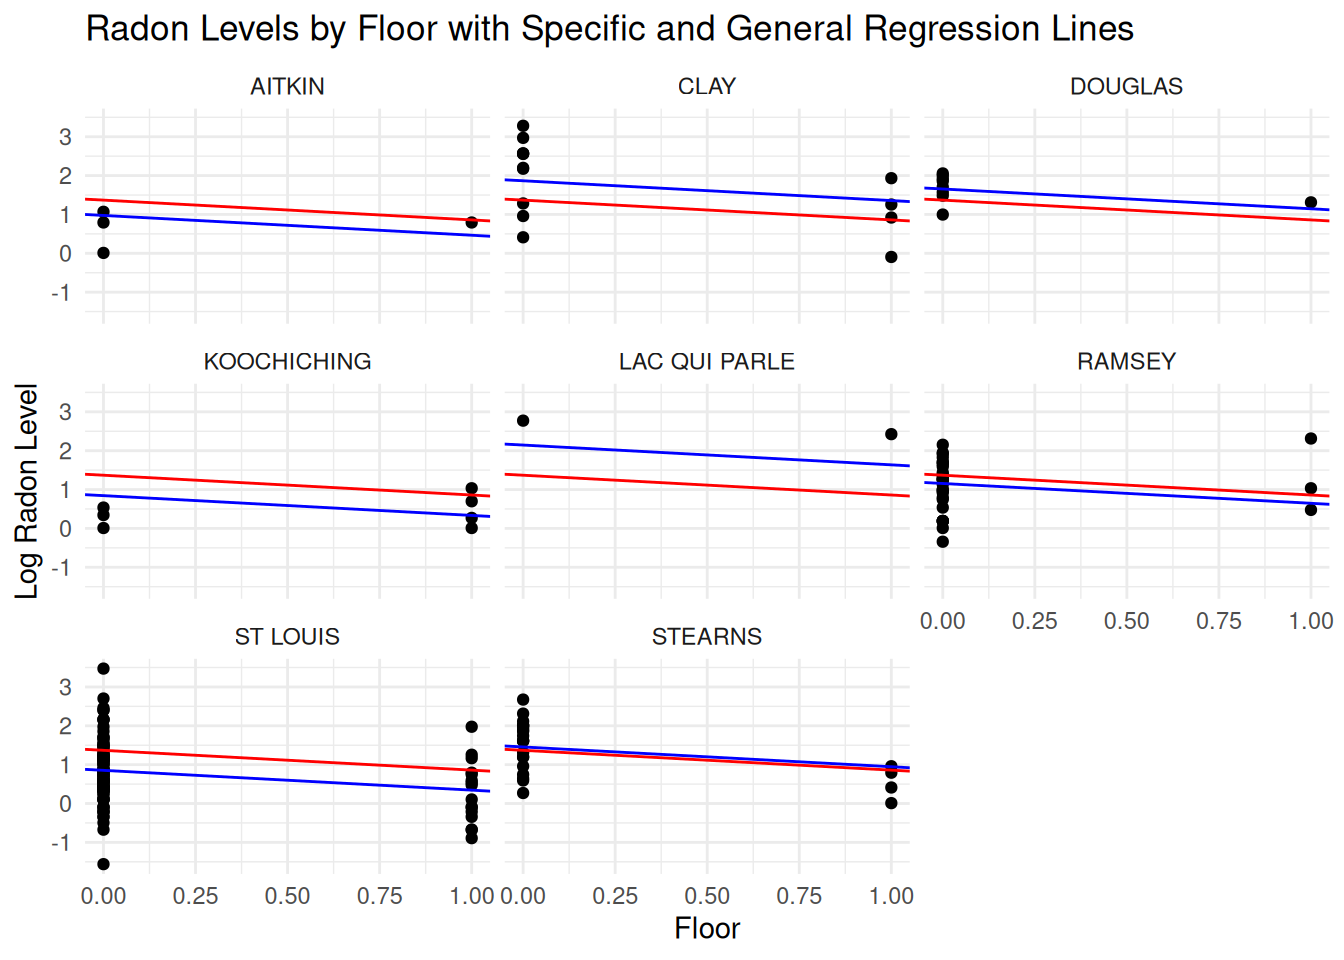 Radon Levels by Floor with Specific and General Regression Lines
AITKIN
CLAY
DOUGLAS
3
2
1
0
-1
KOOCHICHING
LAC QUI PARLE
RAMSEY
3
2
1
0
-1
0.00 0.25 0.50 0.75 1.00
ST LOUIS
STEARNS
3
2
1
0
-1
0.00 0.25 0.50 0.75 1.00
0.00 0.25 0.50 0.75 1.00
Floor
Log Radon Level